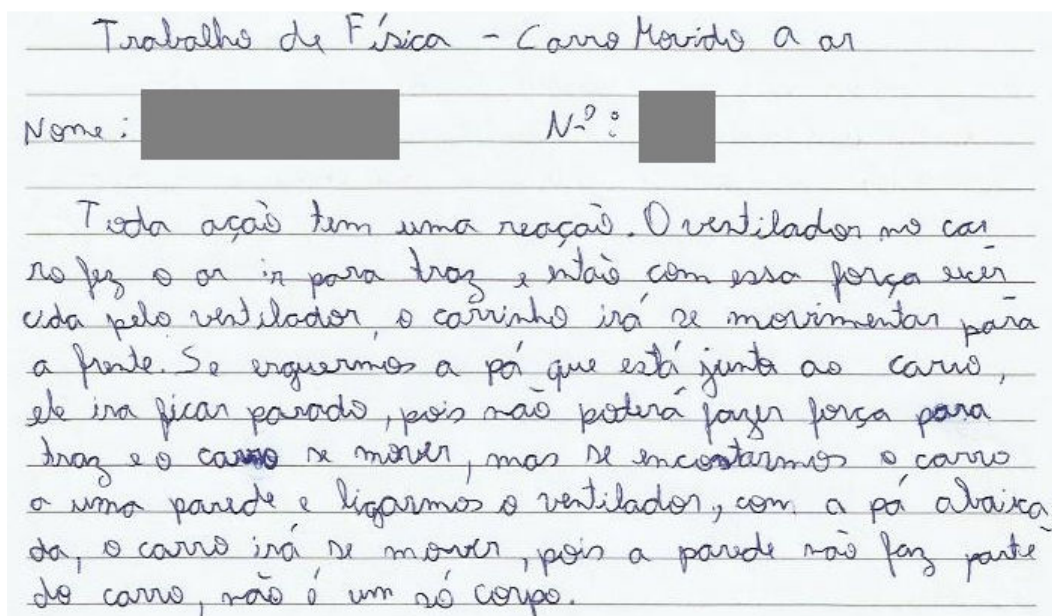 Trabalho de Física - Carro Movido a ar
Nome: Nº:
Toda ação tem uma reação. O ventilador no car
ro fez o ar ir para traz e então com essa força exer
cida pelo ventilador, o carrinho irá se movimentar para
a frente. Se erguermos a pá que está junto ao carro,
ele ira ficar parado, pois não poderá fazer força para
traz e o carro se mover, mas se encostarmos o carro
a uma parede e ligarmos o ventilador, com a pá abaixa
da, o carro irá se mover, pois a parede não faz parte
do carro, não é um só corpo.